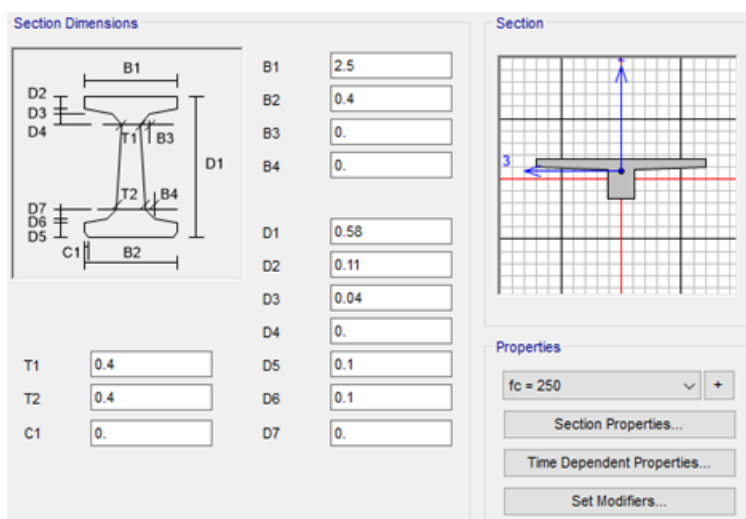 Section Dimensions
B1
D2
D3
D4
T1
B3
D1
T2
B4
D7
D6
D5
C1
B2
B1 2.5
B2 0.4
B3 0.
B4 0.
D1 0.58
D2 0.11
D3 0.04
D4 0.
D5 0.1
D6 0.1
D7 0.
T1 0.4
T2 0.4
C1 0.
Section
3
Properties
fc = 250
+
Section Properties...
Time Dependent Properties...
Set Modifiers...